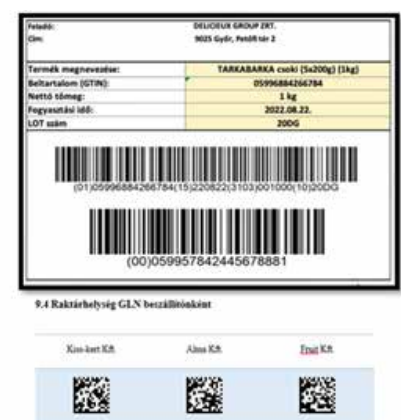 Feladó: DELICIEUX GROUP ZRT.
Cím: 9025 Győr, Petőfi tér 2
Termék megnevezése: TARKABARKA csoki (5x200g) (1kg)
Beltartalom (GTIN): 05996884266784
Nettó tömeg: 1 kg
Fogyasztási idő: 2022.08.22.
LOT szám 20DG
(01)05996884266784(15)220822(3103)001000(10)20DG
(00)059957842445678881
9.4 Raktárhelység GLN beszállítónként
Kiss-kert Kft. Alma Kft. Fruit Kft.